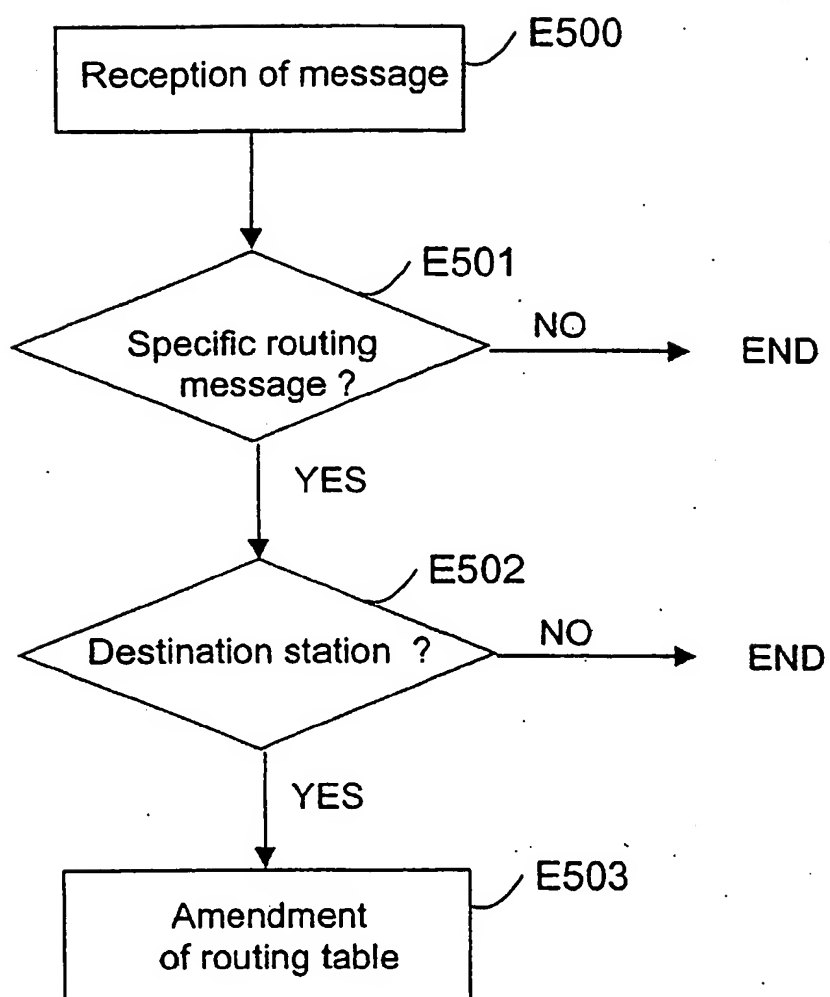 E500
Reception of message
E501
Specific routing
message ?
NO
END
YES
E502
Destination station ?
NO
END
YES
E503
Amendment
of routing table